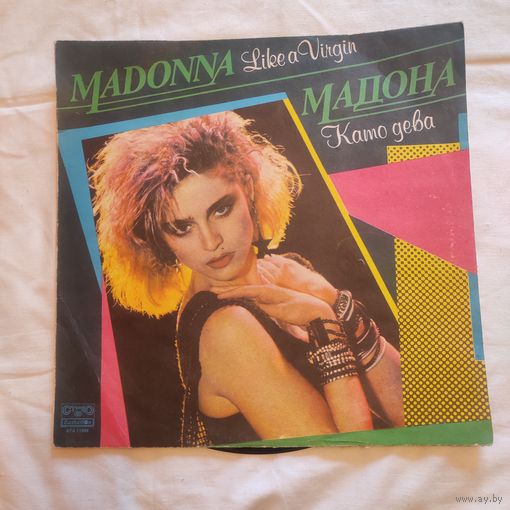 MADONNA Like a Virgin
МАДОНА
Като дева
балкантон
www.ay.by